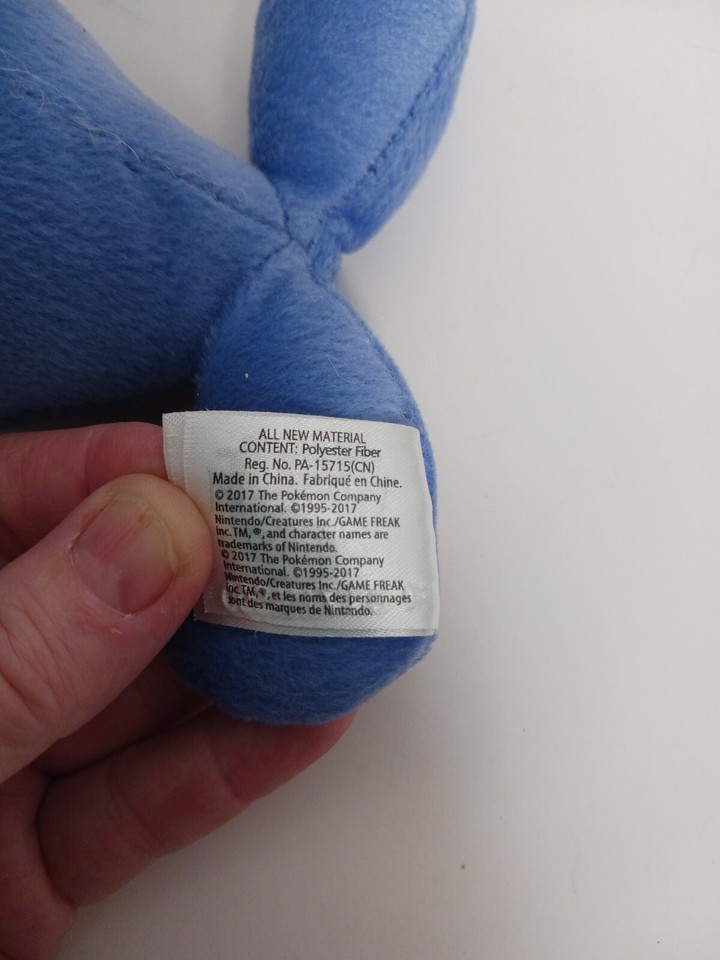 ALL NEW MATERIAL
CONTENT: Polyester Fiber
Reg. No. PA-15715(CN)
Made in China. Fabriqué en Chine.
© 2017 The Pokémon Company
International. ©1995-2017
Nintendo/Creatures Inc./GAME FREAK
inc. TM, ®, and character names are
trademarks of Nintendo.
© 2017 The Pokémon Company
International. ©1995-2017
Nintendo/Creatures Inc./GAME FREAK
inc. TM, ®, et les noms des personnages
sont des marques de Nintendo.